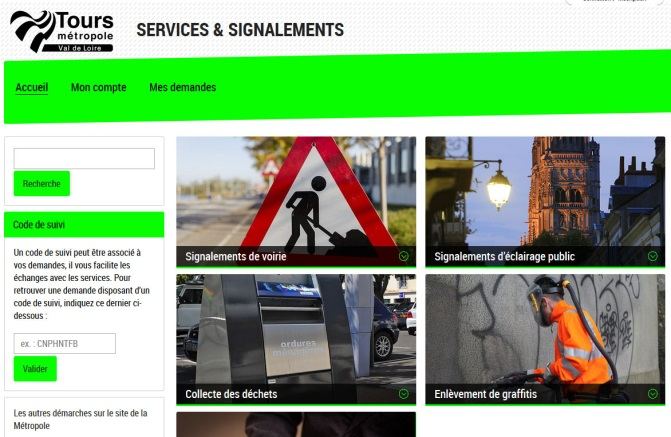 Tours
métropole
Val de Loire
SERVICES & SIGNALEMENTS
Accueil Mon compte Mes demandes
Recherche
Code de suivi
Un code de suivi peut être associé à
vos demandes, il vous facilite les
échanges avec les services. Pour
retrouver une demande disposant d'un
code de suivi, indiquez ce dernier ci-
dessous :
ex. : CNPHNTFB
Valider
Les autres démarches sur le site de la
Métropole
Signalements de voirie
Signalements d'éclairage public
ordures
Collecte des déchets
Enlèvement de graffitis